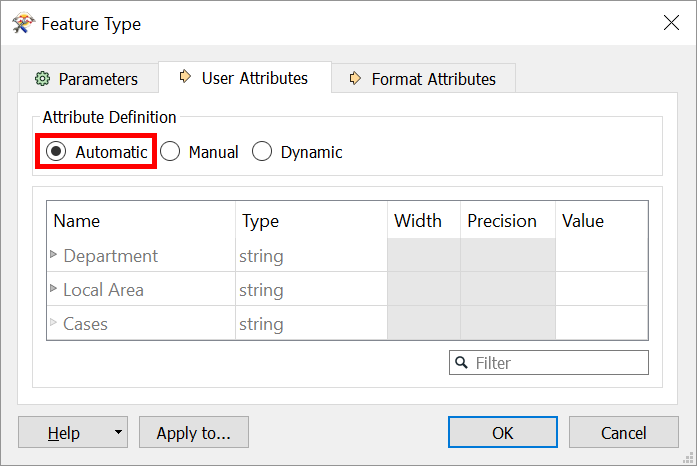 Feature Type
Parameters User Attributes Format Attributes
Attribute Definition
Automatic Manual Dynamic
Name Type Width Precision Value
Department string
Local Area string
Cases string
Filter
Help Apply to... OK Cancel